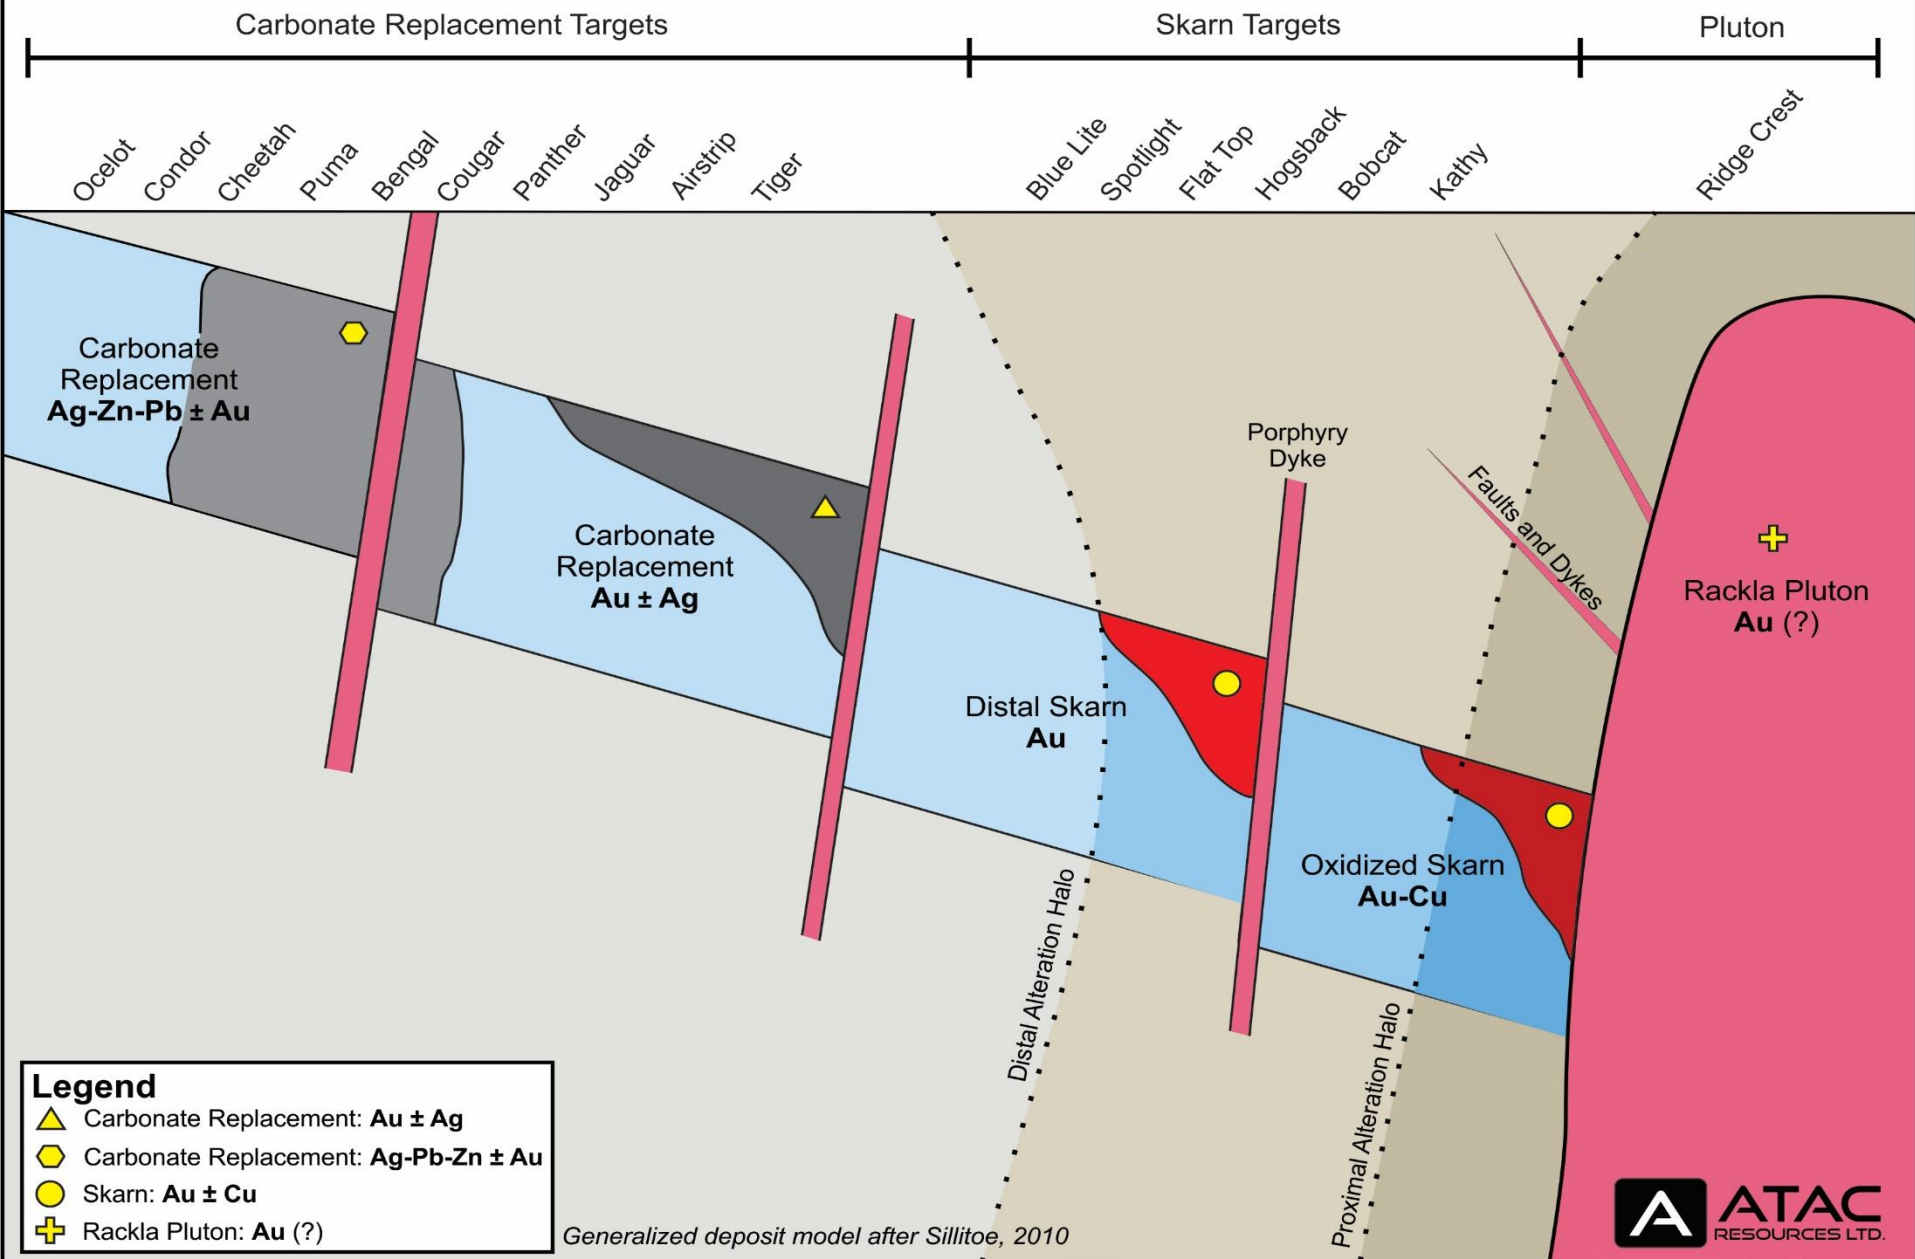 Carbonate Replacement Targets
Skarn Targets
Pluton
Ocelot
Condor
Cheetah
Puma
Bengal
Cougar
Panther
Jaguar
Airstrip
Tiger
Blue Lite
Spotlight
Flat Top
Hogsback
Bobcat
Kathy
Ridge Crest
Carbonate
Replacement
Ag-Zn-Pb ± Au
Carbonate
Replacement
Au ± Ag
Distal Skarn
Au
Porphyry
Dyke
Faults and Dykes
Oxidized Skarn
Au-Cu
Rackla Pluton
Au (?)
Distal Alteration Halo
Proximal Alteration Halo
Legend
Carbonate Replacement: Au ± Ag
Carbonate Replacement: Ag-Pb-Zn ± Au
Skarn: Au ± Cu
Rackla Pluton: Au (?)
Generalized deposit model after Sillitoe, 2010
ATAC
RESOURCES LTD.